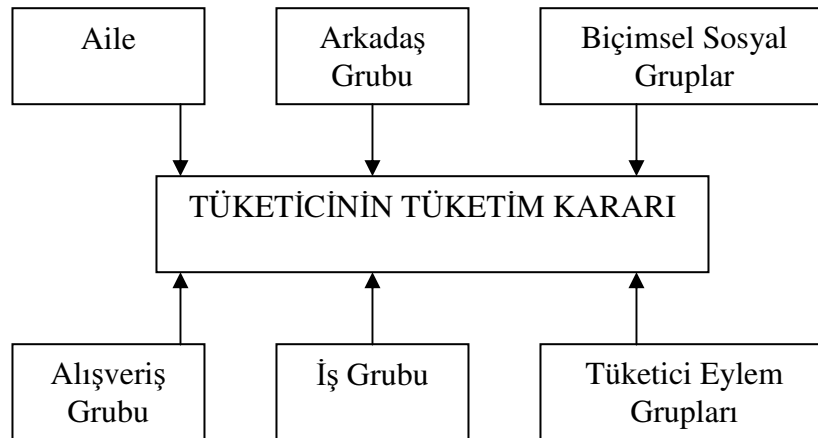 Aile
Arkadaş
Grubu
Biçimsel Sosyal
Gruplar
TÜKETİCİNİN TÜKETİM KARARI
Alışveriş
Grubu
İş Grubu
Tüketici Eylem
Grupları